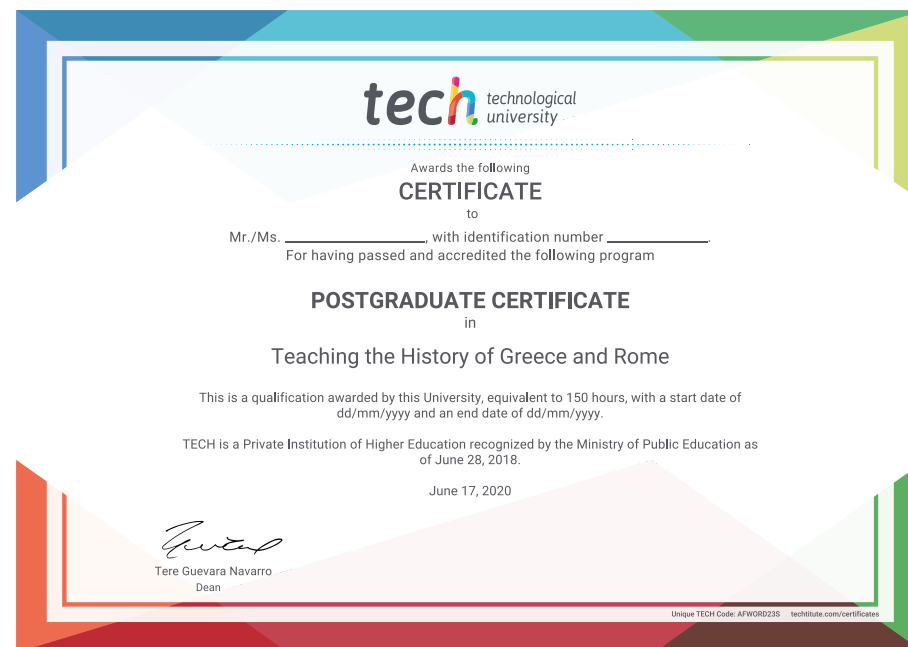 tech technological
university
Awards the following
CERTIFICATE
to
Mr./Ms. ____________, with identification number ____________.
For having passed and accredited the following program
POSTGRADUATE CERTIFICATE
in
Teaching the History of Greece and Rome
This is a qualification awarded by this University, equivalent to 150 hours, with a start date of
dd/mm/yyyy and an end date of dd/mm/yyyy.
TECH is a Private Institution of Higher Education recognized by the Ministry of Public Education as
of June 28, 2018.
June 17, 2020
Tere Guevara Navarro
Dean
Unique TECH Code: AFWORD23S techtitute.com/certificates